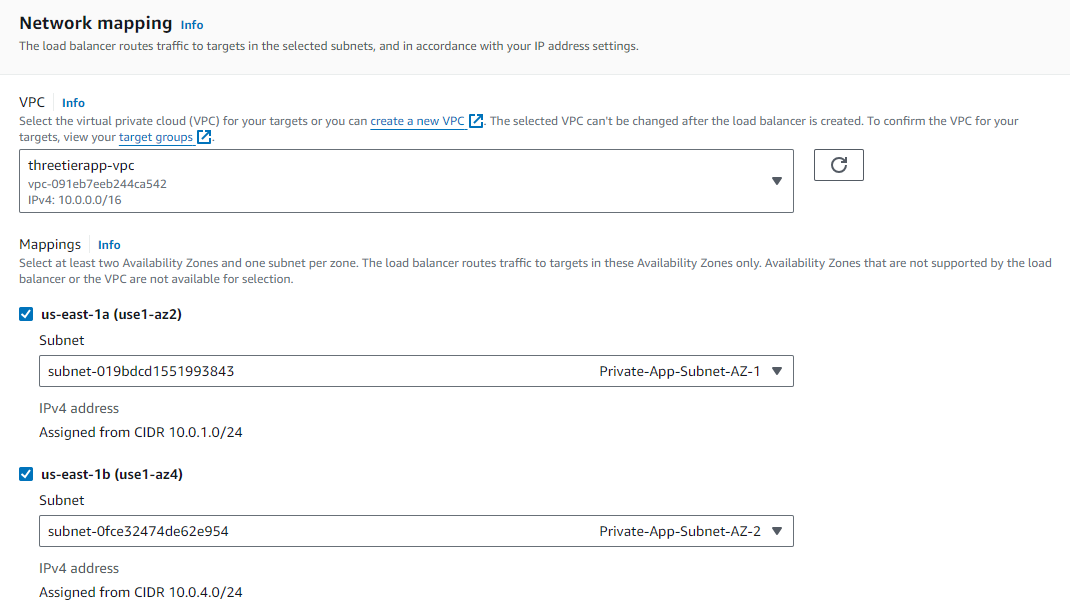 Network mapping Info
The load balancer routes traffic to targets in the selected subnets, and in accordance with your IP address settings.
VPC Info
Select the virtual private cloud (VPC) for your targets or you can create a new VPC. The selected VPC can't be changed after the load balancer is created. To confirm the VPC for your
targets, view your target groups.
threetierapp-vpc
vpc-091eb7eeb244ca542
IPv4: 10.0.0.0/16
Mappings Info
Select at least two Availability Zones and one subnet per zone. The load balancer routes traffic to targets in these Availability Zones only. Availability Zones that are not supported by the load
balancer or the VPC are not available for selection.
us-east-1a (use1-az2)
Subnet
subnet-019bdcd1551993843 Private-App-Subnet-AZ-1
IPv4 address
Assigned from CIDR 10.0.1.0/24
us-east-1b (use1-az4)
Subnet
subnet-0fce32474de62e954 Private-App-Subnet-AZ-2
IPv4 address
Assigned from CIDR 10.0.4.0/24